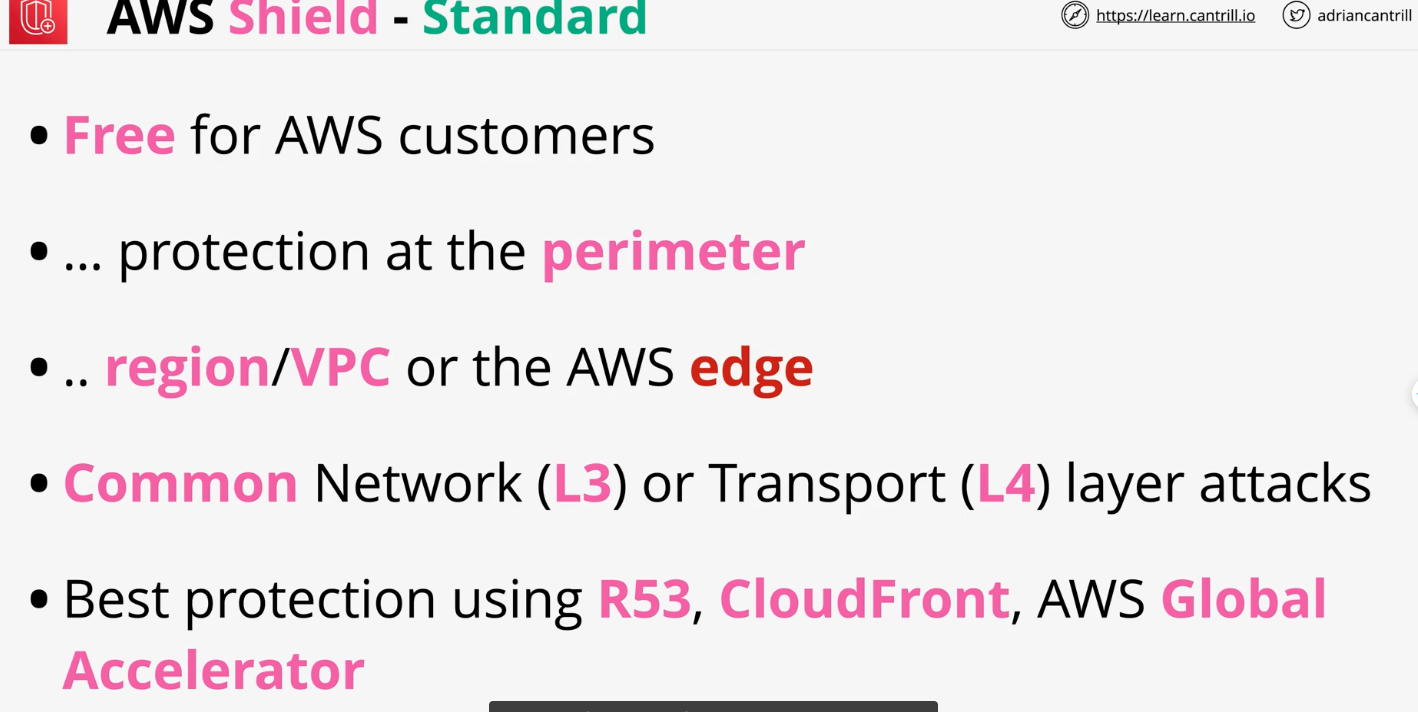 AWS Shield - Standard
https://learn.cantrill.io
adriancantrill
• Free for AWS customers
• ... protection at the perimeter
• .. region/VPC or the AWS edge
• Common Network (L3) or Transport (L4) layer attacks
• Best protection using R53, CloudFront, AWS Global
Accelerator